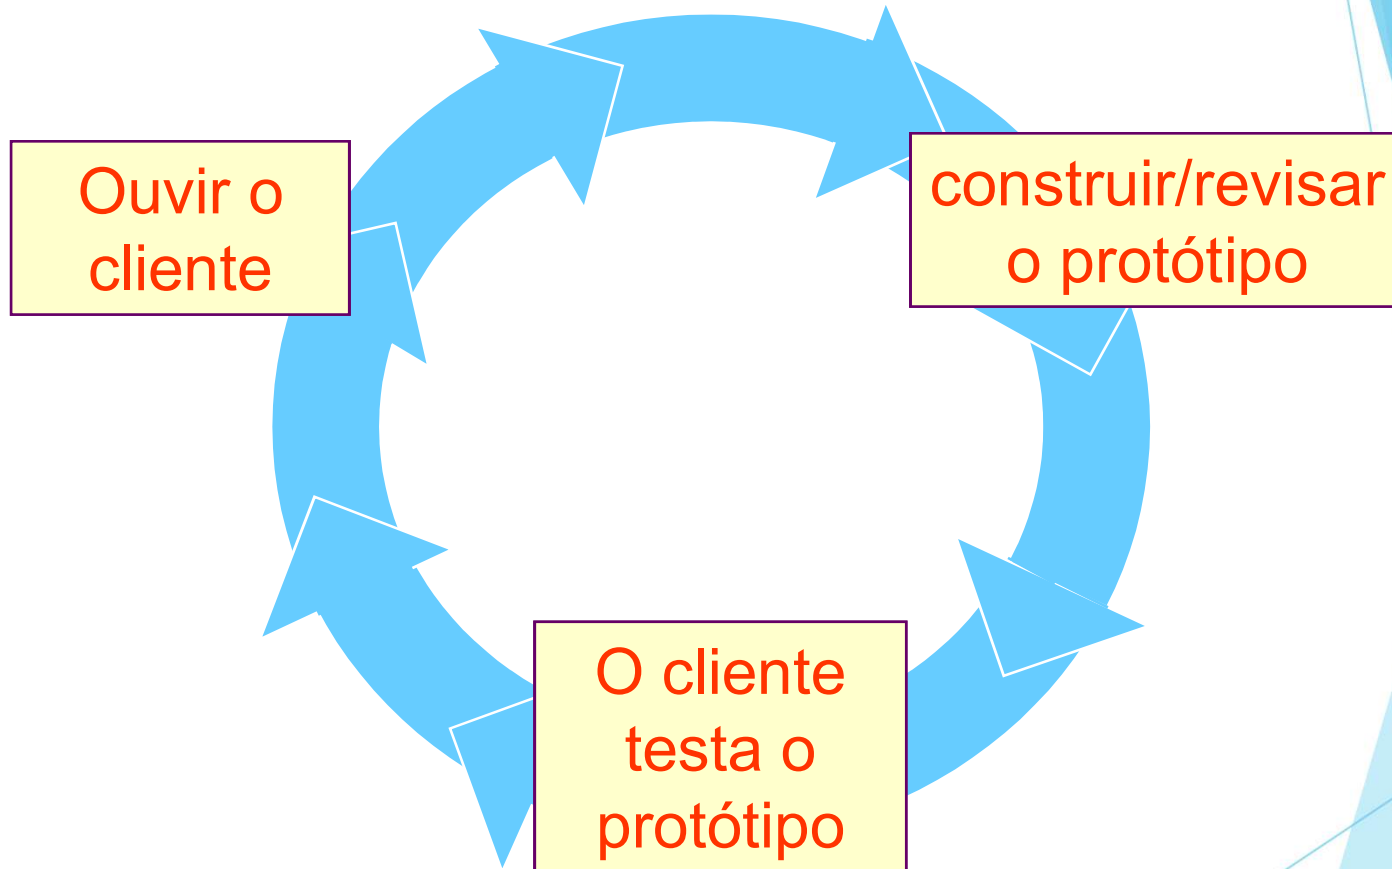 Ouvir o
cliente
construir/revisar
o protótipo
O cliente
testa o
protótipo